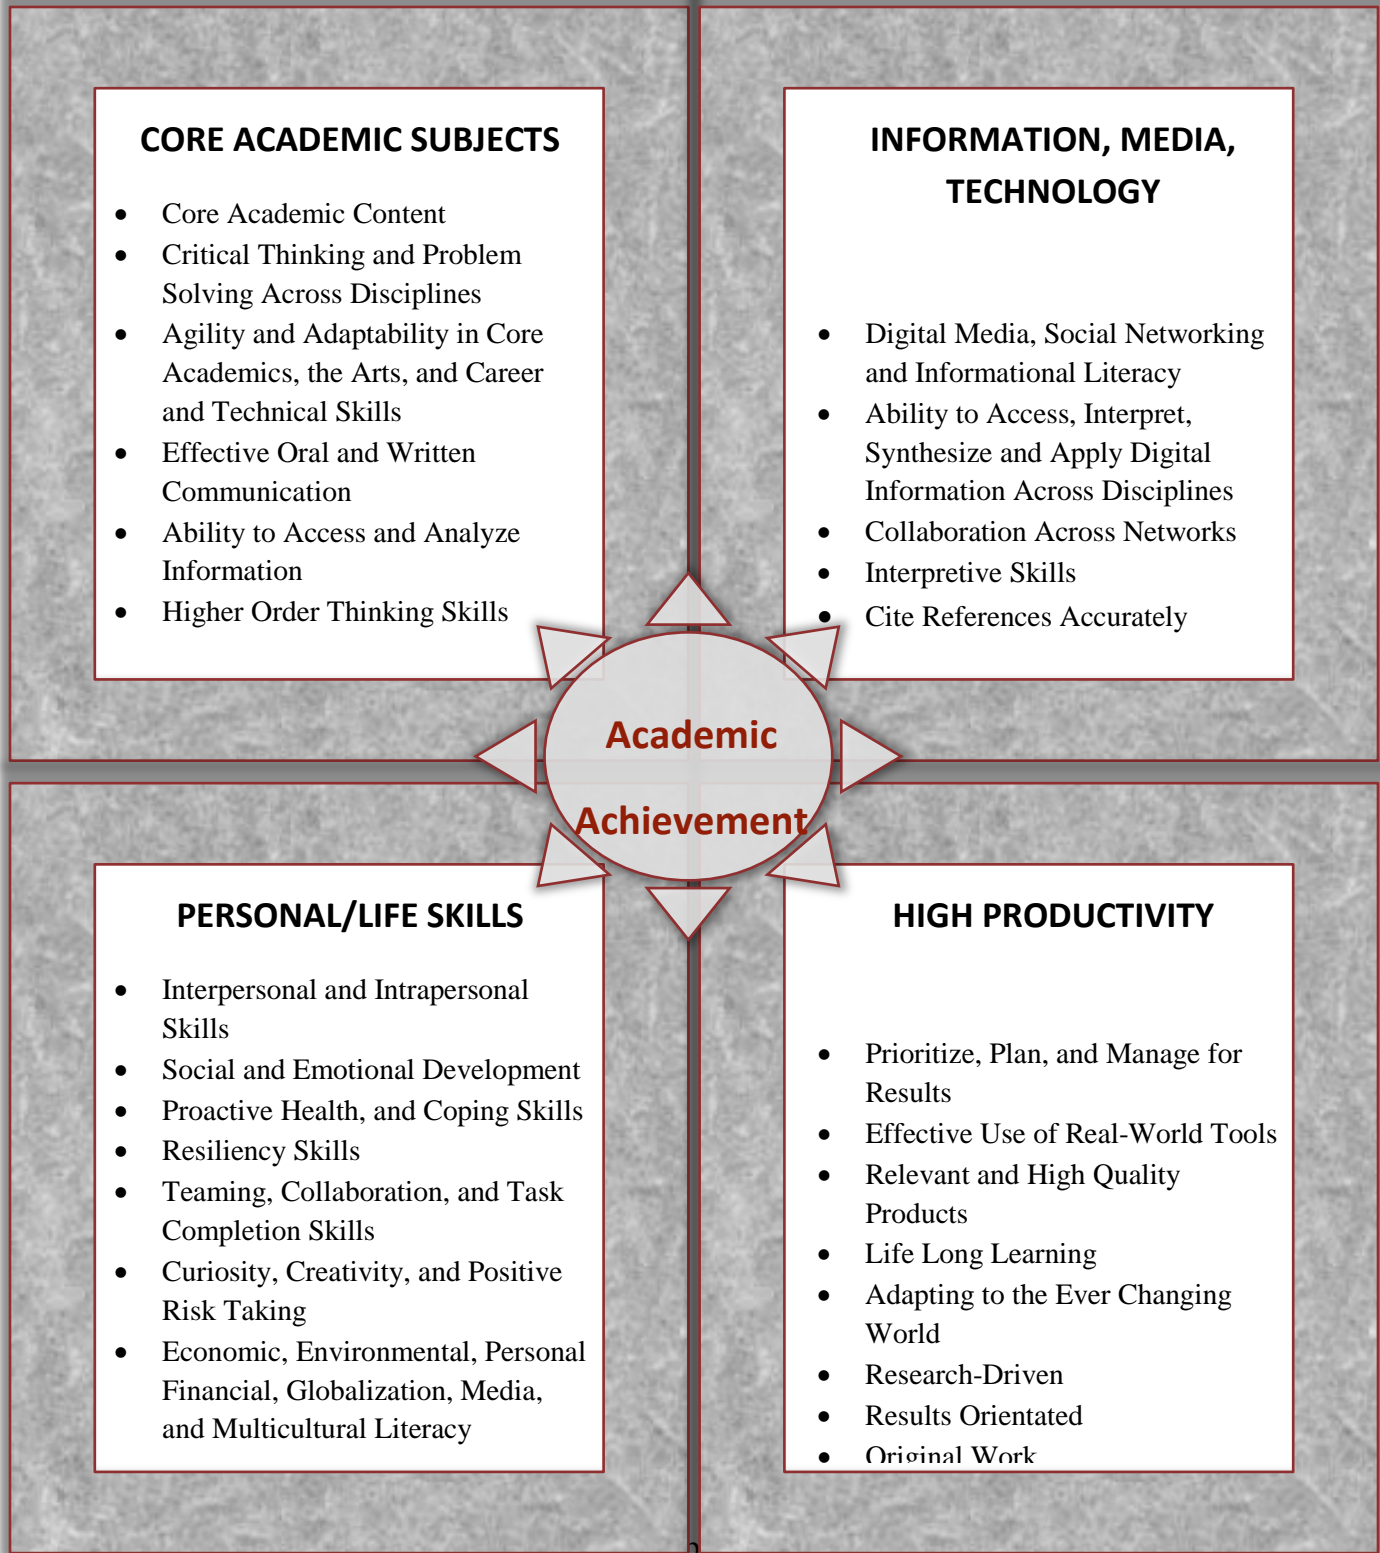 CORE ACADEMIC SUBJECTS
• Core Academic Content
• Critical Thinking and Problem
Solving Across Disciplines
• Agility and Adaptability in Core
Academics, the Arts, and Career
and Technical Skills
• Effective Oral and Written
Communication
• Ability to Access and Analyze
Information
• Higher Order Thinking Skills
INFORMATION, MEDIA,
TECHNOLOGY
• Digital Media, Social Networking
and Informational Literacy
• Ability to Access, Interpret,
Synthesize and Apply Digital
Information Across Disciplines
• Collaboration Across Networks
• Interpretive Skills
• Cite References Accurately
Academic
Achievement
PERSONAL/LIFE SKILLS
• Interpersonal and Intrapersonal
Skills
• Social and Emotional Development
• Proactive Health, and Coping Skills
• Resiliency Skills
• Teaming, Collaboration, and Task
Completion Skills
• Curiosity, Creativity, and Positive
Risk Taking
• Economic, Environmental, Personal
Financial, Globalization, Media,
and Multicultural Literacy
HIGH PRODUCTIVITY
• Prioritize, Plan, and Manage for
Results
• Effective Use of Real-World Tools
• Relevant and High Quality
Products
• Life Long Learning
• Adapting to the Ever Changing
World
• Research-Driven
• Results Orientated
• Original Work